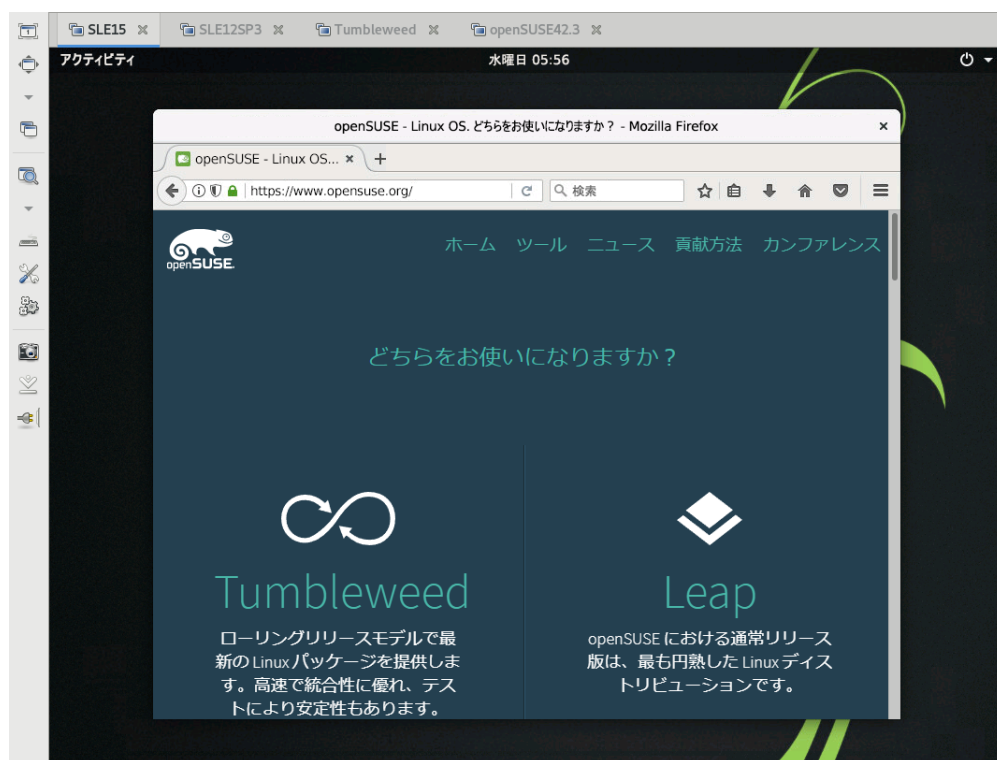 SLE15
SLE12SP3
Tumbleweed
openSUSE42.3
アクティビティ
水曜日 05:56
openSUSE - Linux OS. どちらをお使いになりますか？ - Mozilla Firefox
openSUSE - Linux OS...
https://www.opensuse.org/
検索
openSUSE.
ホーム ツール ニュース 貢献方法 カンファレンス
どちらをお使いになりますか？
Tumbleweed
ローリングリリースモデルで最
新の Linux パッケージを提供しま
す。高速で統合性に優れ、テス
トにより安定性もあります。
Leap
openSUSE における通常リリース
版は、最も円熟した Linux ディス
トリビューションです。